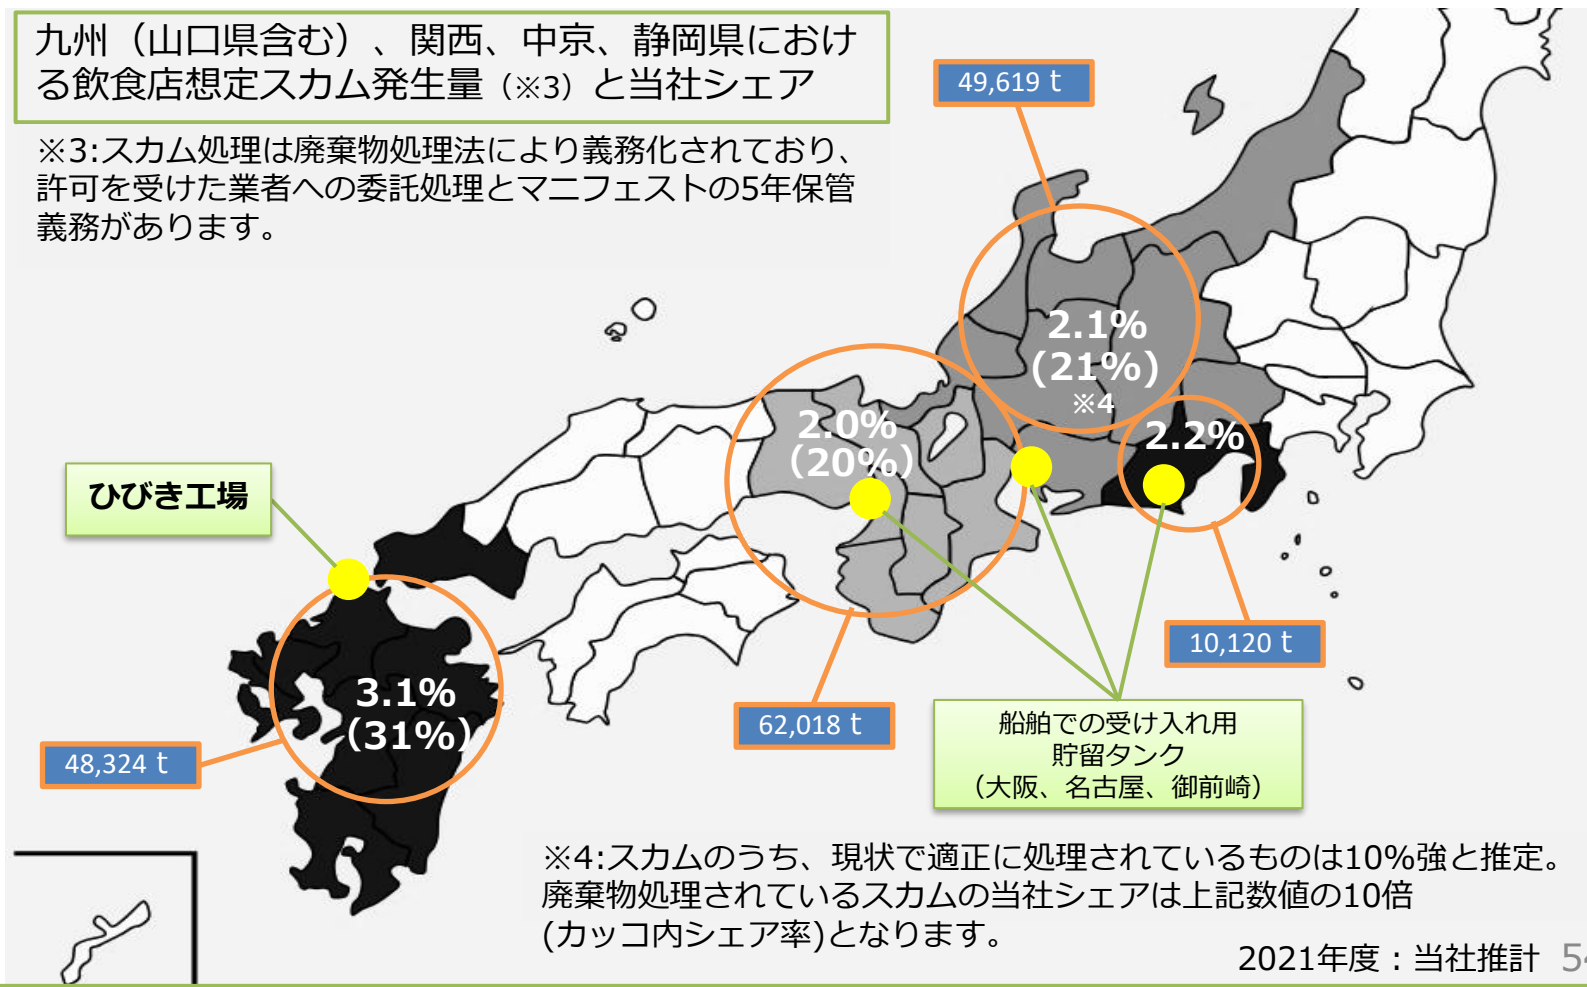 九州（山口県含む）、関西、中京、静岡県におけ
る飲食店想定スカム発生量（※3）と当社シェア
※3:スカム処理は廃棄物処理法により義務化されており、
許可を受けた業者への委託処理とマニフェストの5年保管
義務があります。
49,619 t
2.1%
(21%)
※4
2.0%
(20%)
2.2%
ひびき工場
3.1%
(31%)
48,324 t
62,018 t
10,120 t
船舶での受け入れ用
貯留タンク
（大阪、名古屋、御前崎）
※4:スカムのうち、現状で適正に処理されているものは10%強と推定。
廃棄物処理されているスカムの当社シェアは上記数値の10倍
(カッコ内シェア率)となります。
2021年度：当社推計 54